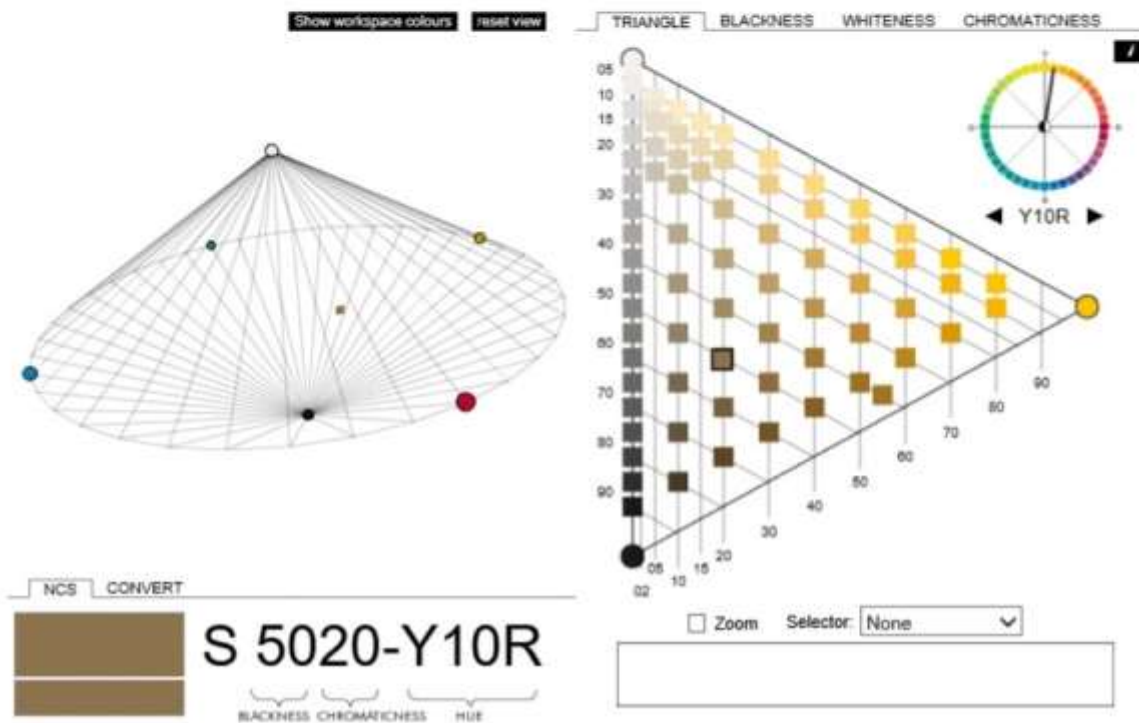 Show workspace colours reset view
TRIANGLE BLACKNESS WHITENESS CHROMATICNESS
i
05
10
15
20
30
40
50
60
70
80
90
Y10R
90
80
70
60
50
40
30
20
15
10
05
02
NCS CONVERT
S 5020-Y10R
BLACKNESS CHROMATICNESS HUE
Zoom Selector: None